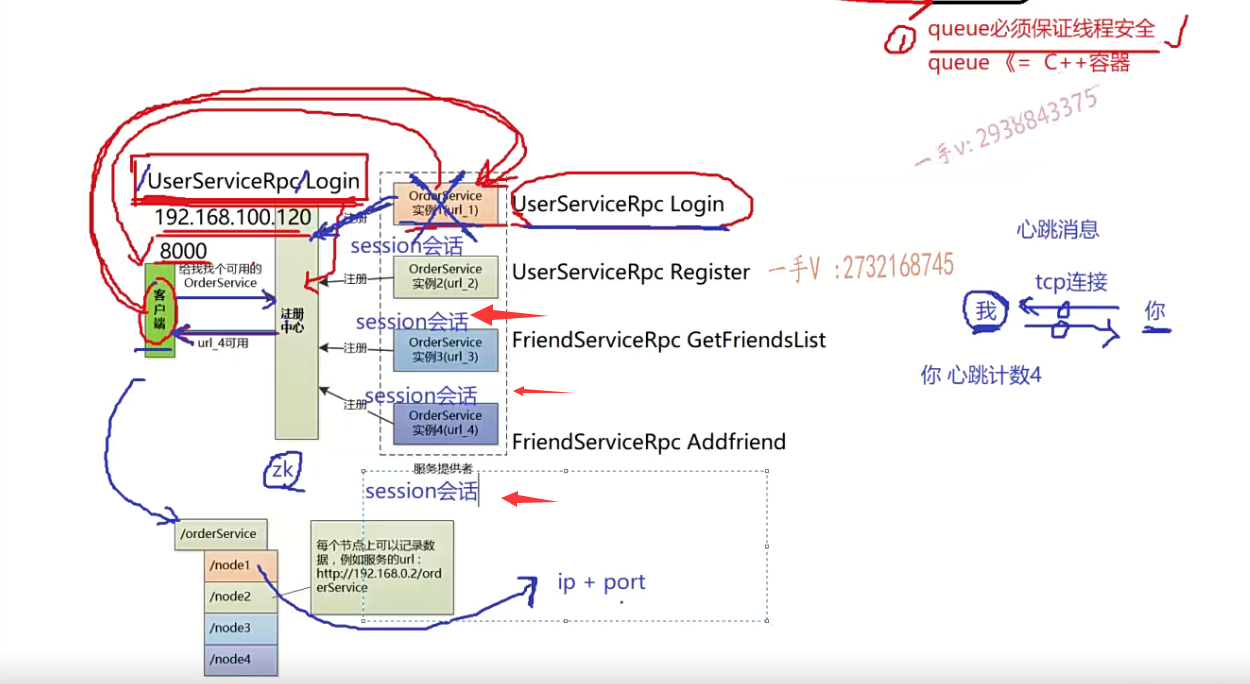 queue必须保证线程安全
queue 《= C++容器
一手v: 2938843375
/UserServiceRpc/Login
192.168.100.120
8000
给找找个可用的
OrderService
客户端
注册中心
url_4可用
注册
OrderService
实例1(url_1)
UserServiceRpc Login
session会话
注册
OrderService
实例2(url_2)
UserServiceRpc Register
一手V :2732168745
session会话
注册
OrderService
实例3(url_3)
FriendServiceRpc GetFriendsList
session会话
注册
OrderService
实例4(url_4)
FriendServiceRpc Addfriend
服务提供者
session会话
心跳消息
tcp连接
我
你
你 心跳计数4
zk
/orderService
/node1
/node2
/node3
/node4
每个节点上可以记录数
据，例如服务的url：
http://192.168.0.2/ord
erService
ip + port